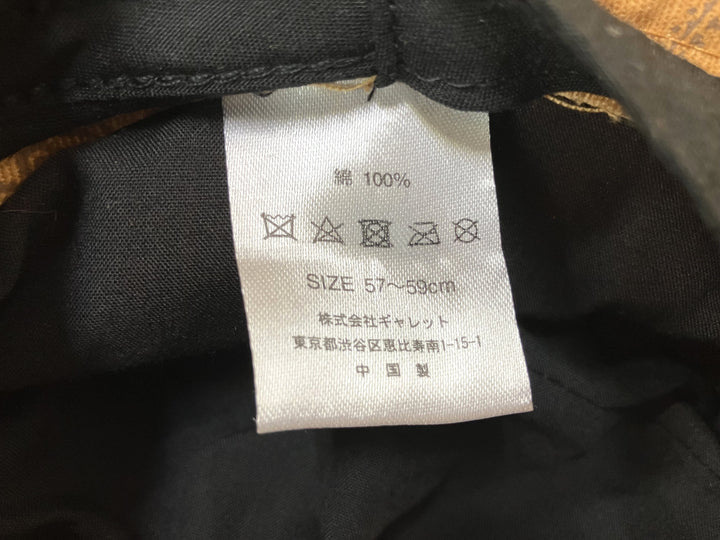 綿 100%
SIZE 57～59cm
株式会社ギャレット
東京都渋谷区恵比寿南1-15-1
中国製